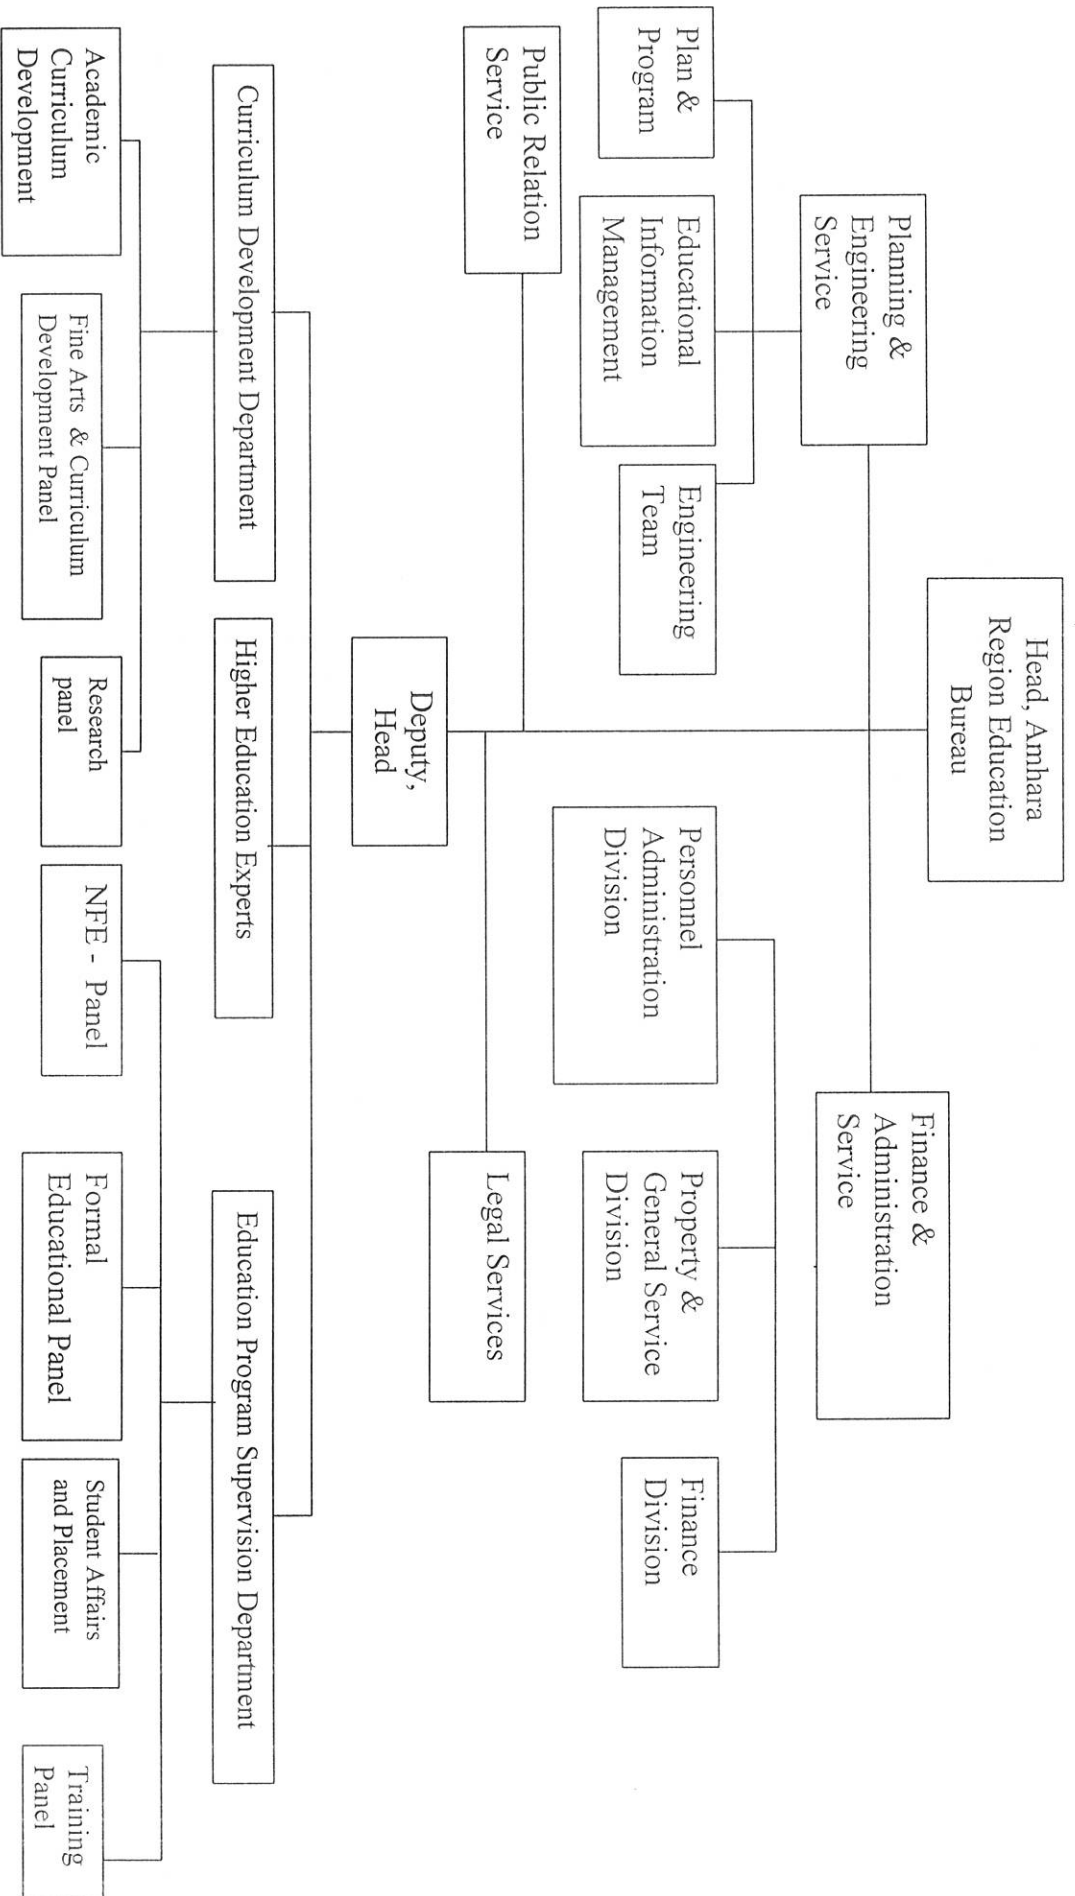 Head, Amhara
Region Education
Bureau
Planning &
Engineering
Service
Finance &
Administration
Service
Plan &
Program
Educational
Information
Management
Engineering
Team
Personnel
Administration
Division
Property &
General Service
Division
Finance
Division
Public Relation
Service
Legal Services
Deputy,
Head
Curriculum Development Department
Higher Education Experts
Education Program Supervision Department
Academic
Curriculum
Development
Fine Arts & Curriculum
Development Panel
Research
panel
NFE - Panel
Formal
Educational Panel
Student Affairs
and Placement
Training
Panel